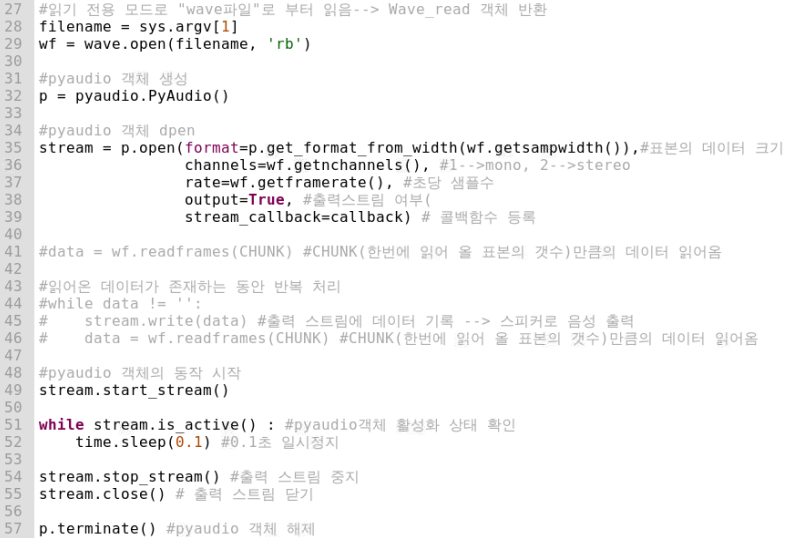 27 #읽기 전용 모드로 "wave파일"로 부터 읽음--> Wave_read 객체 반환
28 filename = sys.argv[1]
29 wf = wave.open(filename, 'rb')
30
31 #pyaudio 객체 생성
32 p = pyaudio.PyAudio()
33
34 #pyaudio 객체 dpen
35 stream = p.open(format=p.get_format_from_width(wf.getsampwidth()),#표본의 데이터 크기
36                 channels=wf.getnchannels(), #1-->mono, 2-->stereo
37                 rate=wf.getframerate(), #초당 샘플수
38                 output=True, #출력스트림 여부(
39                 stream_callback=callback) # 콜백함수 등록
40
41 #data = wf.readframes(CHUNK) #CHUNK(한번에 읽어 올 표본의 갯수)만큼의 데이터 읽어옴
42
43 #읽어온 데이터가 존재하는 동안 반복 처리
44 #while data != '':
45 #    stream.write(data) #출력 스트림에 데이터 기록 --> 스피커로 음성 출력
46 #    data = wf.readframes(CHUNK) #CHUNK(한번에 읽어 올 표본의 갯수)만큼의 데이터 읽어옴
47
48 #pyaudio 객체의 동작 시작
49 stream.start_stream()
50
51 while stream.is_active() : #pyaudio객체 활성화 상태 확인
52     time.sleep(0.1) #0.1초 일시정지
53
54 stream.stop_stream() #출력 스트림 중지
55 stream.close() # 출력 스트림 닫기
56
57 p.terminate() #pyaudio 객체 해제